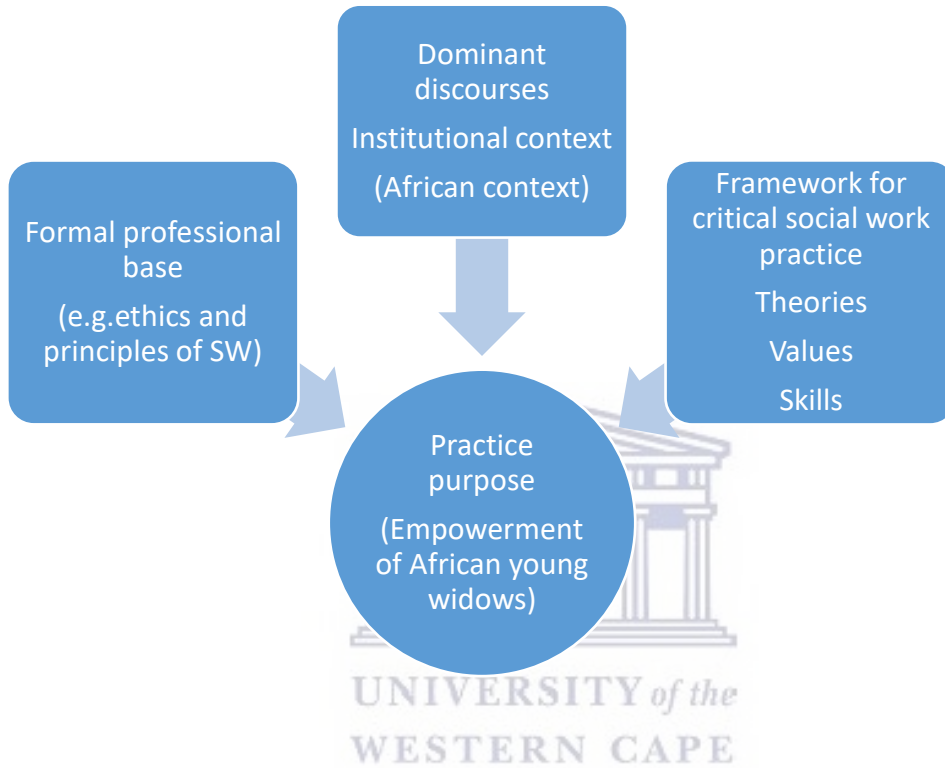 Dominant
discourses
Institutional context
(African context)
Formal professional
base
(e.g.ethics and
principles of SW)
Framework for
critical social work
practice
Theories
Values
Skills
Practice
purpose
(Empowerment
of African young
widows)
UNIVERSITY of the
WESTERN CAPE